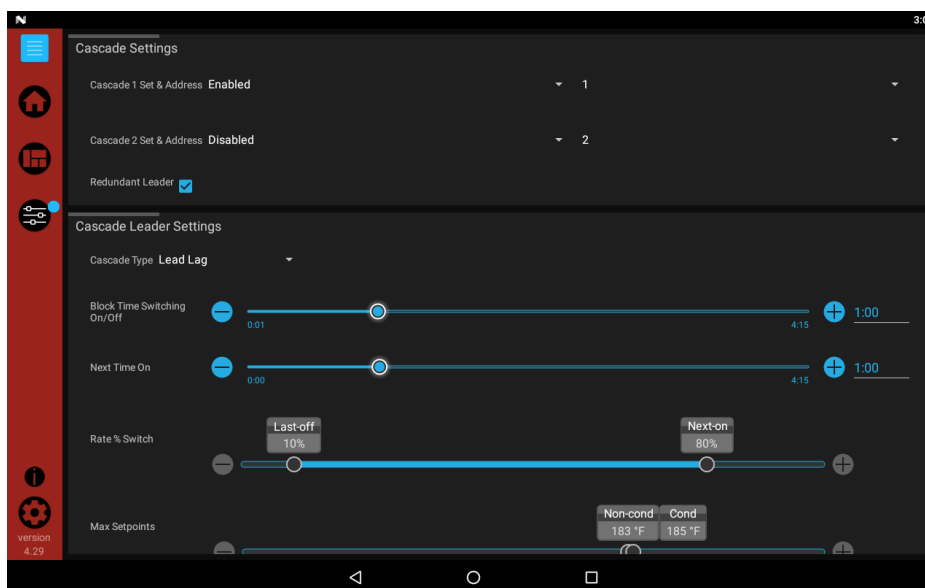 3:0
Cascade Settings
Cascade 1 Set & Address Enabled 1
Cascade 2 Set & Address Disabled 2
Redundant Leader
Cascade Leader Settings
Cascade Type Lead Lag
Block Time Switching
On/Off
0:01 4:15 1:00
Next Time On
0:00 4:15 1:00
Rate % Switch
Last-off Next-on
10% 80%
Max Setpoints
Non-cond Cond
183 °F 185 °F
version
4.29